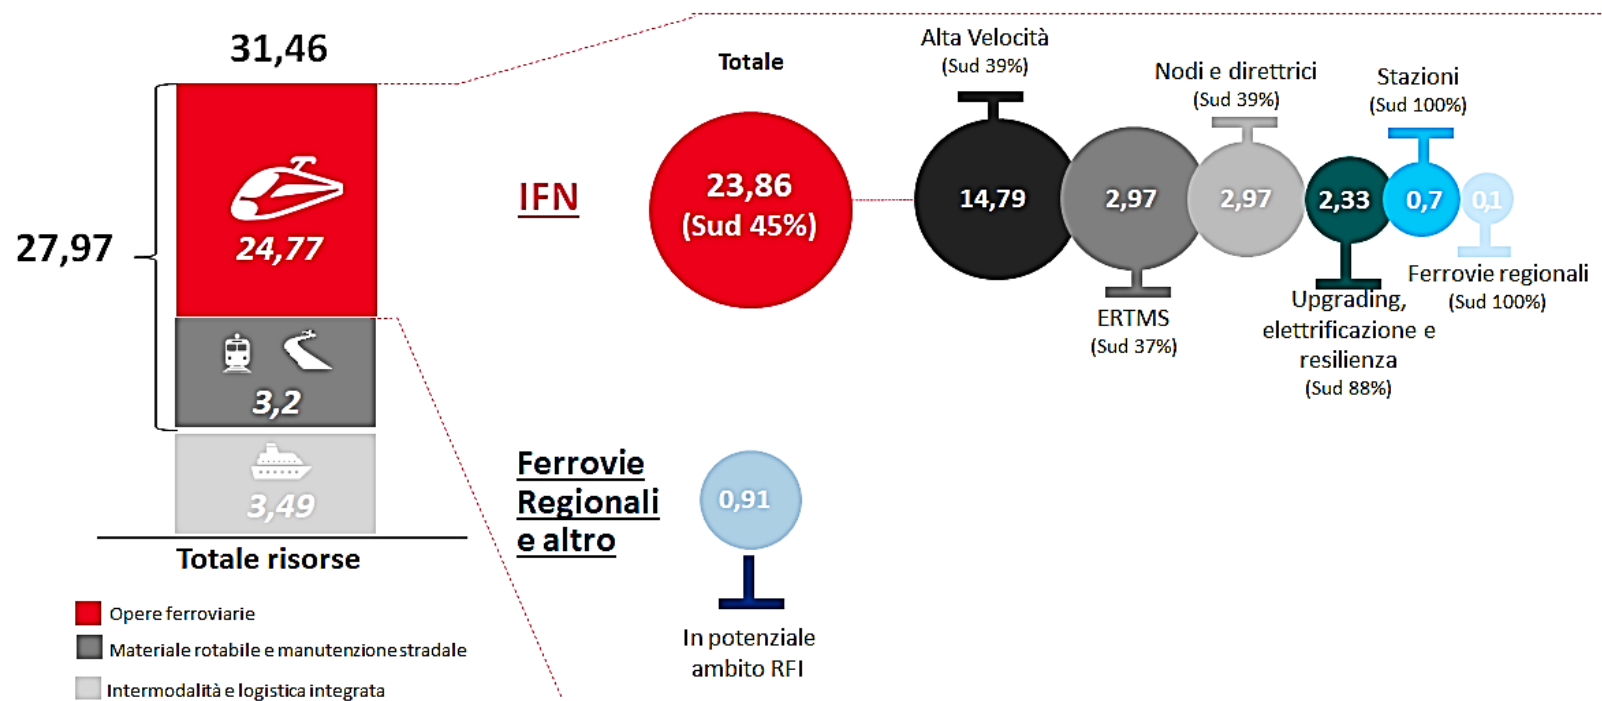 31,46
27,97
24,77
3,2
3,49
Totale risorse
Opere ferroviarie
Materiale rotabile e manutenzione stradale
Intermodalità e logistica integrata
IFN
Totale
23,86
(Sud 45%)
Alta Velocità
(Sud 39%)
14,79
2,97
ERTMS
(Sud 37%)
Nodi e direttrici
(Sud 39%)
2,97
2,33
Upgrading,
elettrificazione e
resilienza
(Sud 88%)
Stazioni
(Sud 100%)
0,7
0,1
Ferrovie regionali
(Sud 100%)
Ferrovie
Regionali
e altro
0,91
In potenziale
ambito RFI